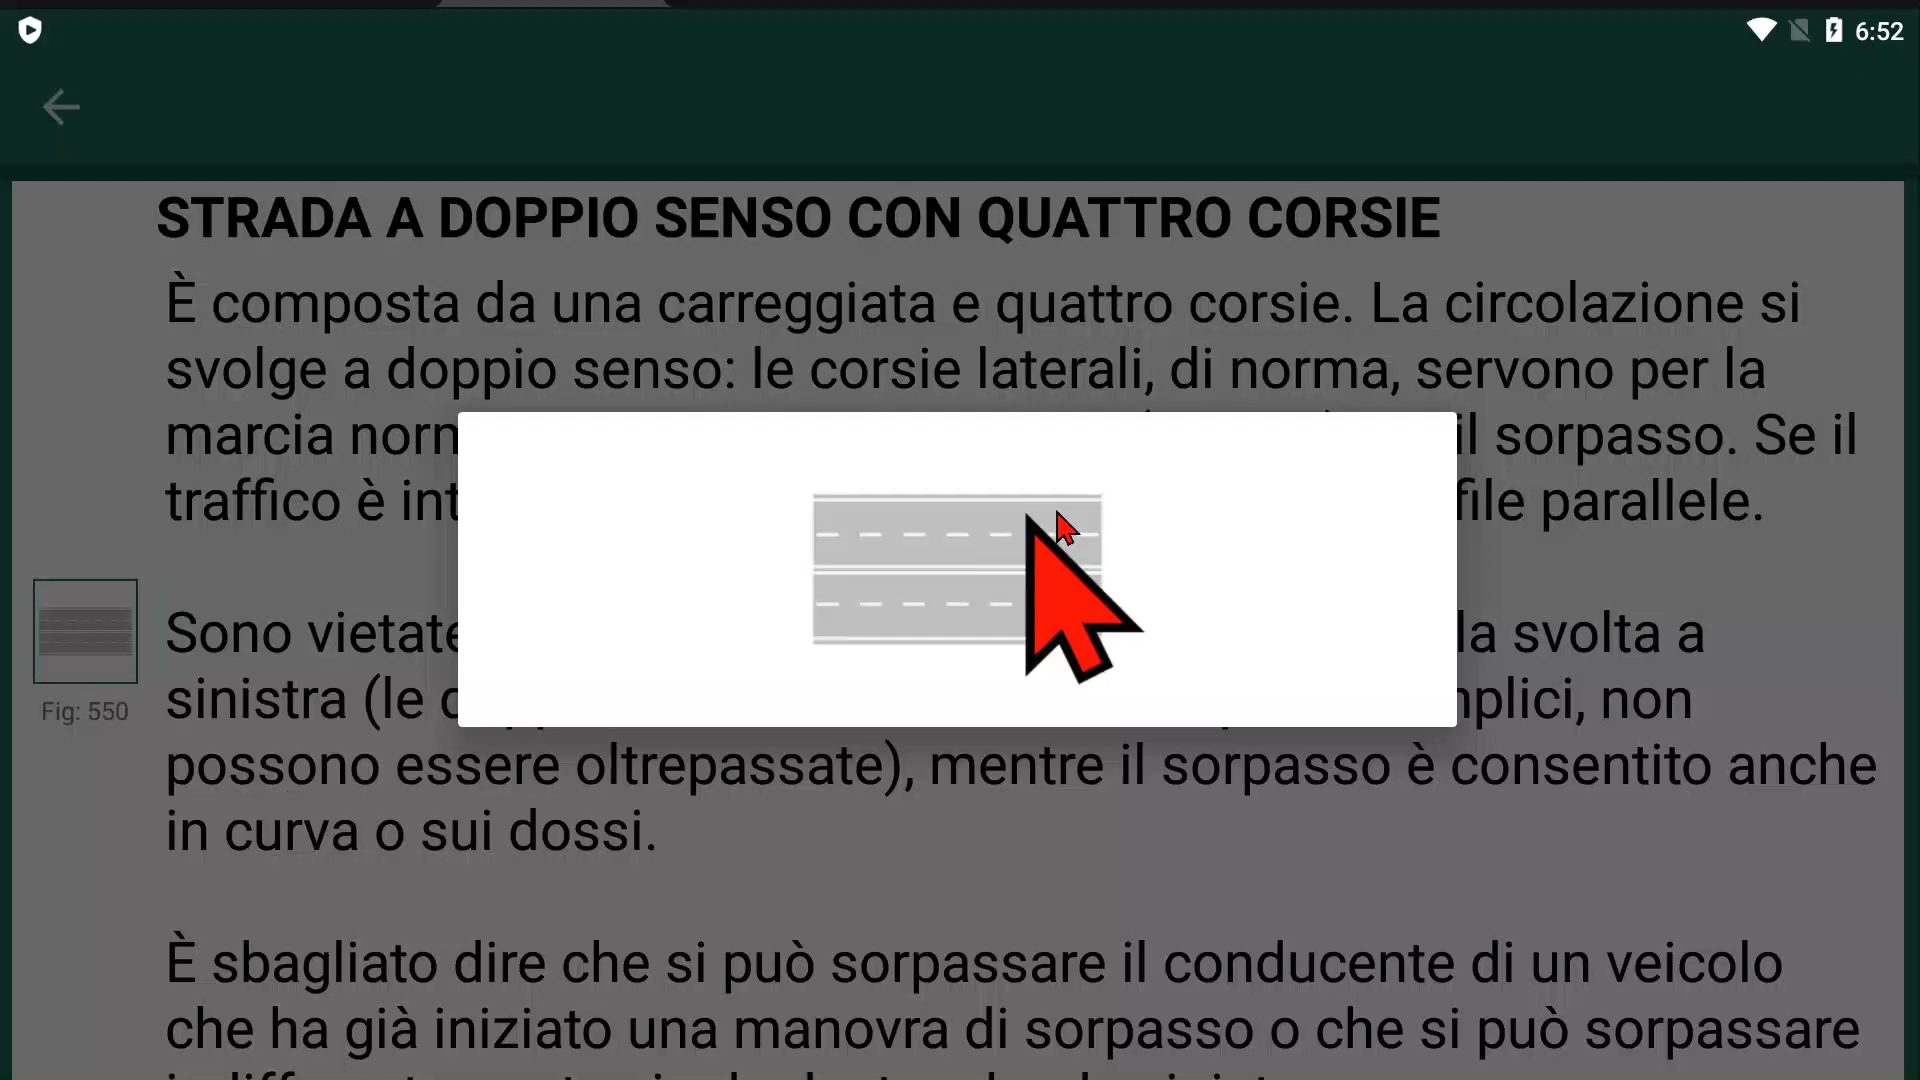 6:52
STRADA A DOPPIO SENSO CON QUATTRO CORSIE
È composta da una carreggiata e quattro corsie. La circolazione si
svolge a doppio senso: le corsie laterali, di norma, servono per la
marcia il sorpasso. Se il
traffico è file parallele.
Sono la svolta a
sinistra (le non
possono essere oltrepassate), mentre il sorpasso è consentito anche
in curva o sui dossi.
Fig: 550
È sbagliato dire che si può sorpassare il conducente di un veicolo
che ha già iniziato una manovra di sorpasso o che si può sorpassare